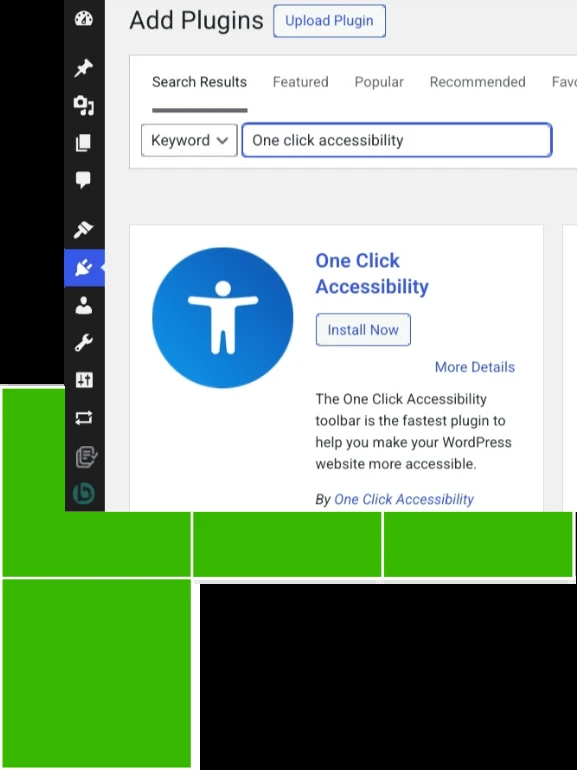 Add Plugins Upload Plugin
Search Results Featured Popular Recommended Favo
Keyword One click accessibility
One Click
Accessibility
Install Now
More Details
The One Click Accessibility
toolbar is the fastest plugin to
help you make your WordPress
website more accessible.
By One Click Accessibility